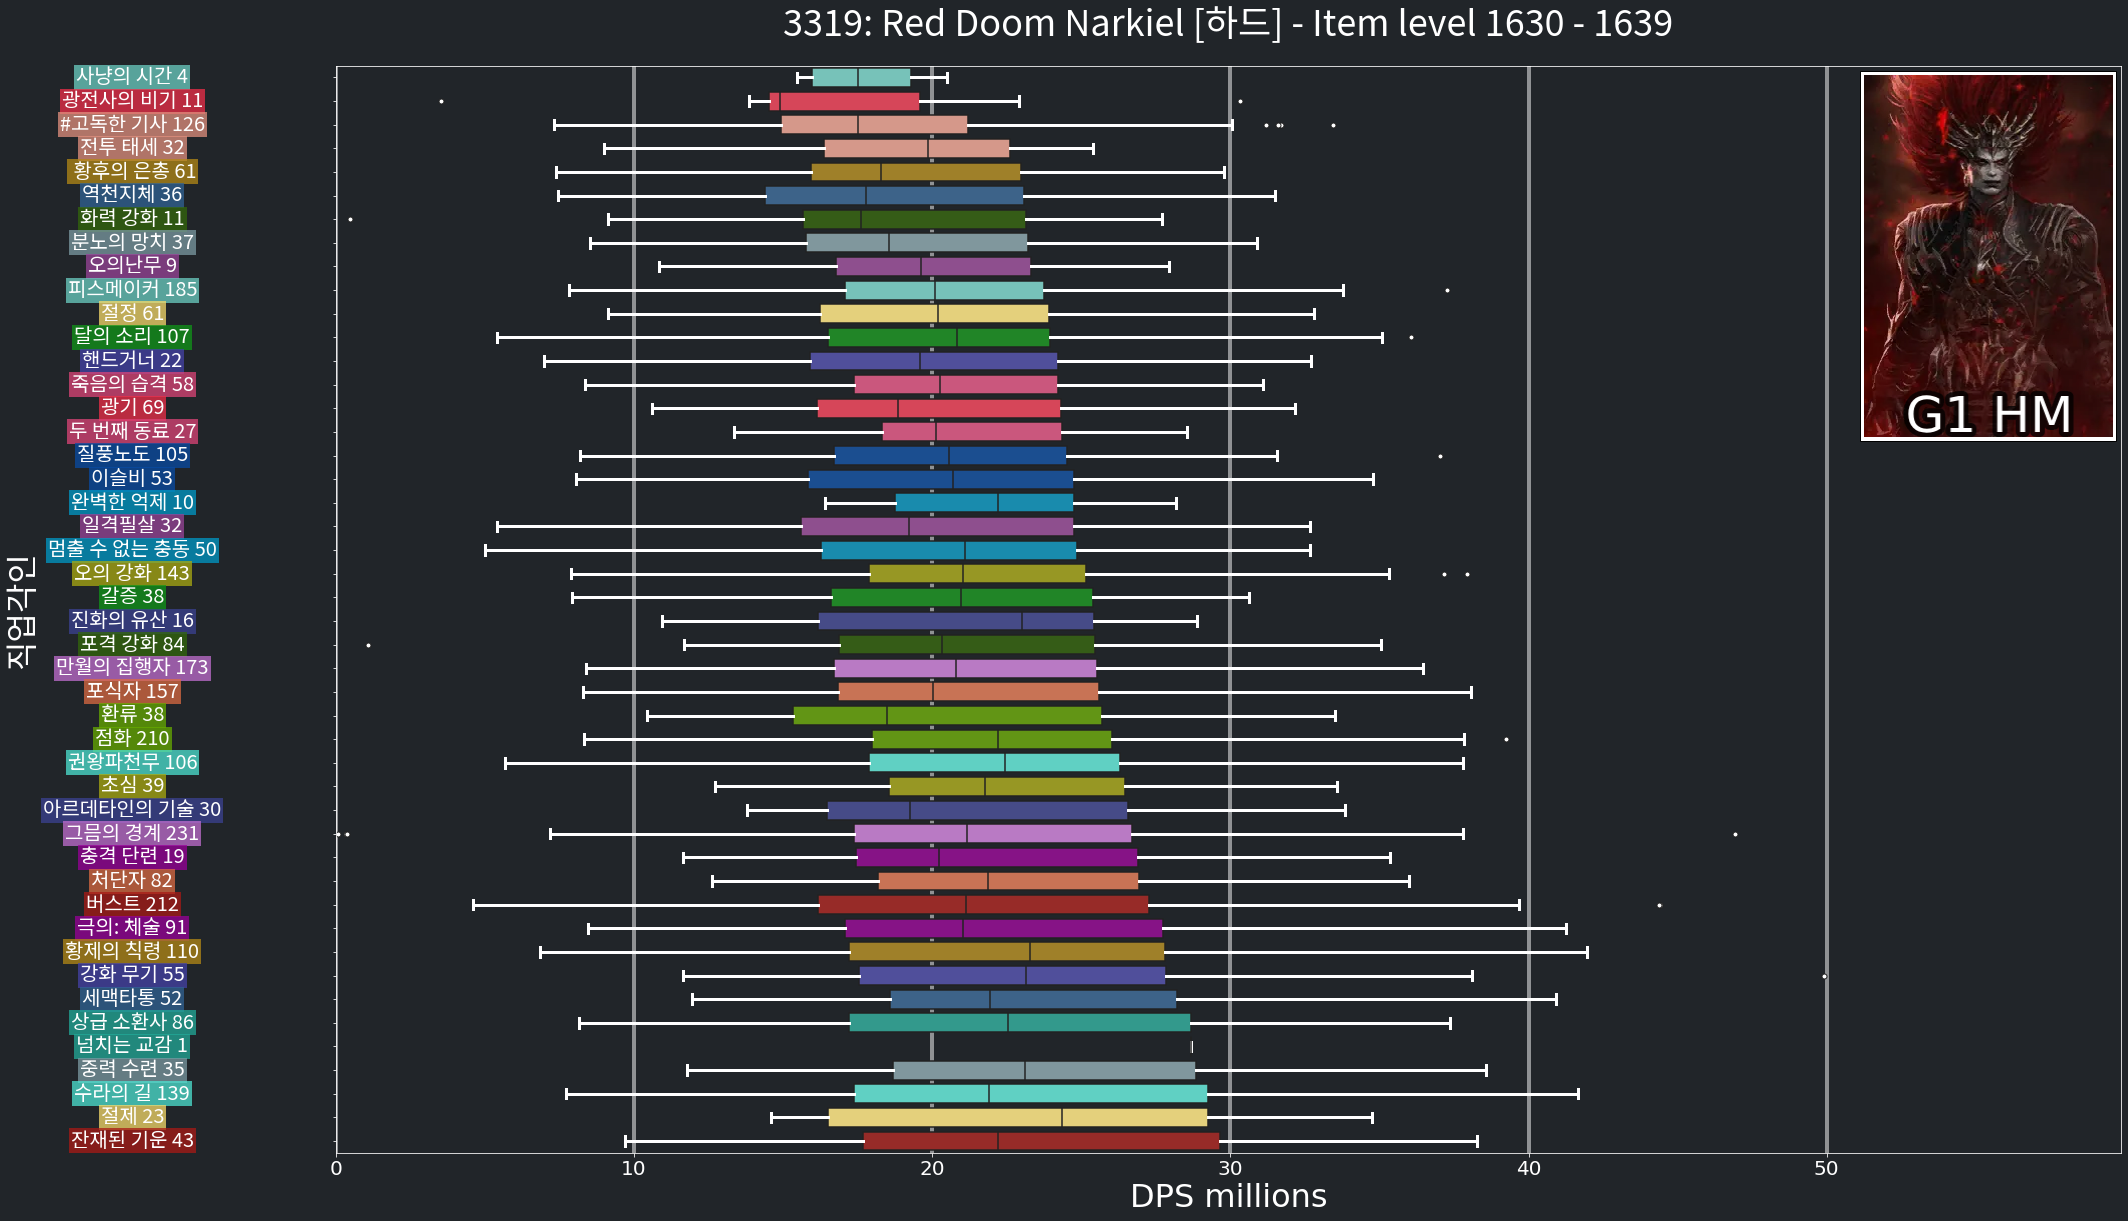 3319: Red Doom Narkiel [하드] - Item level 1630 - 1639
사냥의 시간 4
광전사의 비기 11
#고독한 기사 126
전투 태세 32
황후의 은총 61
역천지체 36
화력 강화 11
분노의 망치 37
오의난무 9
피스메이커 185
절정 61
달의 소리 107
핸드거너 22
죽음의 습격 58
광기 69
두 번째 동료 27
질풍노도 105
이슬비 53
완벽한 억제 10
일격필살 32
멈출 수 없는 충동 50
오의 강화 143
갈증 38
진화의 유산 16
포격 강화 84
만월의 집행자 173
포식자 157
환류 38
점화 210
권왕파천무 106
초심 39
아르데타인의 기술 30
그믐의 경계 231
충격 단련 19
처단자 82
버스트 212
극의: 체술 91
황제의 칙령 110
강화 무기 55
세맥타통 52
상급 소환사 86
넘치는 교감 1
중력 수련 35
수라의 길 139
절제 23
잔재된 기운 43
직업각인
G1 HM
0 10 20 30 40 50
DPS millions